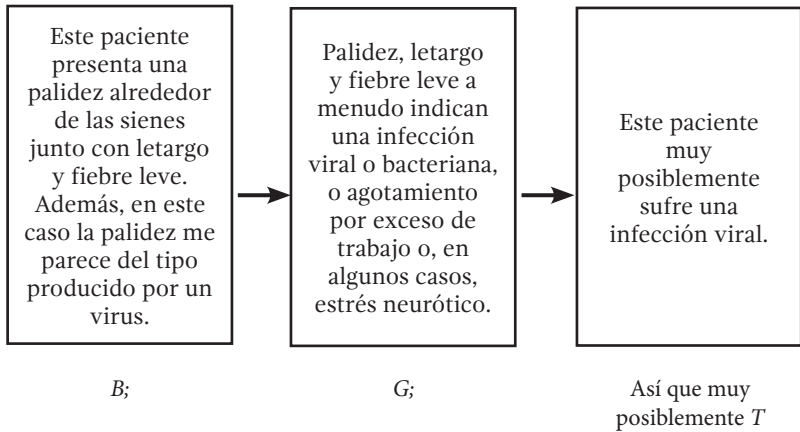 Este paciente
presenta una
palidez alrededor
de las sienes
junto con letargo
y fiebre leve.
Además, en este
caso la palidez me
parece del tipo
producido por un
virus.
Palidez, letargo
y fiebre leve a
menudo indican
una infección
viral o bacteriana,
o agotamiento
por exceso de
trabajo o, en
algunos casos,
estrés neurótico.
Este paciente
muy
posiblemente
sufre una
infección viral.
B;
G;
Así que muy
posiblemente T